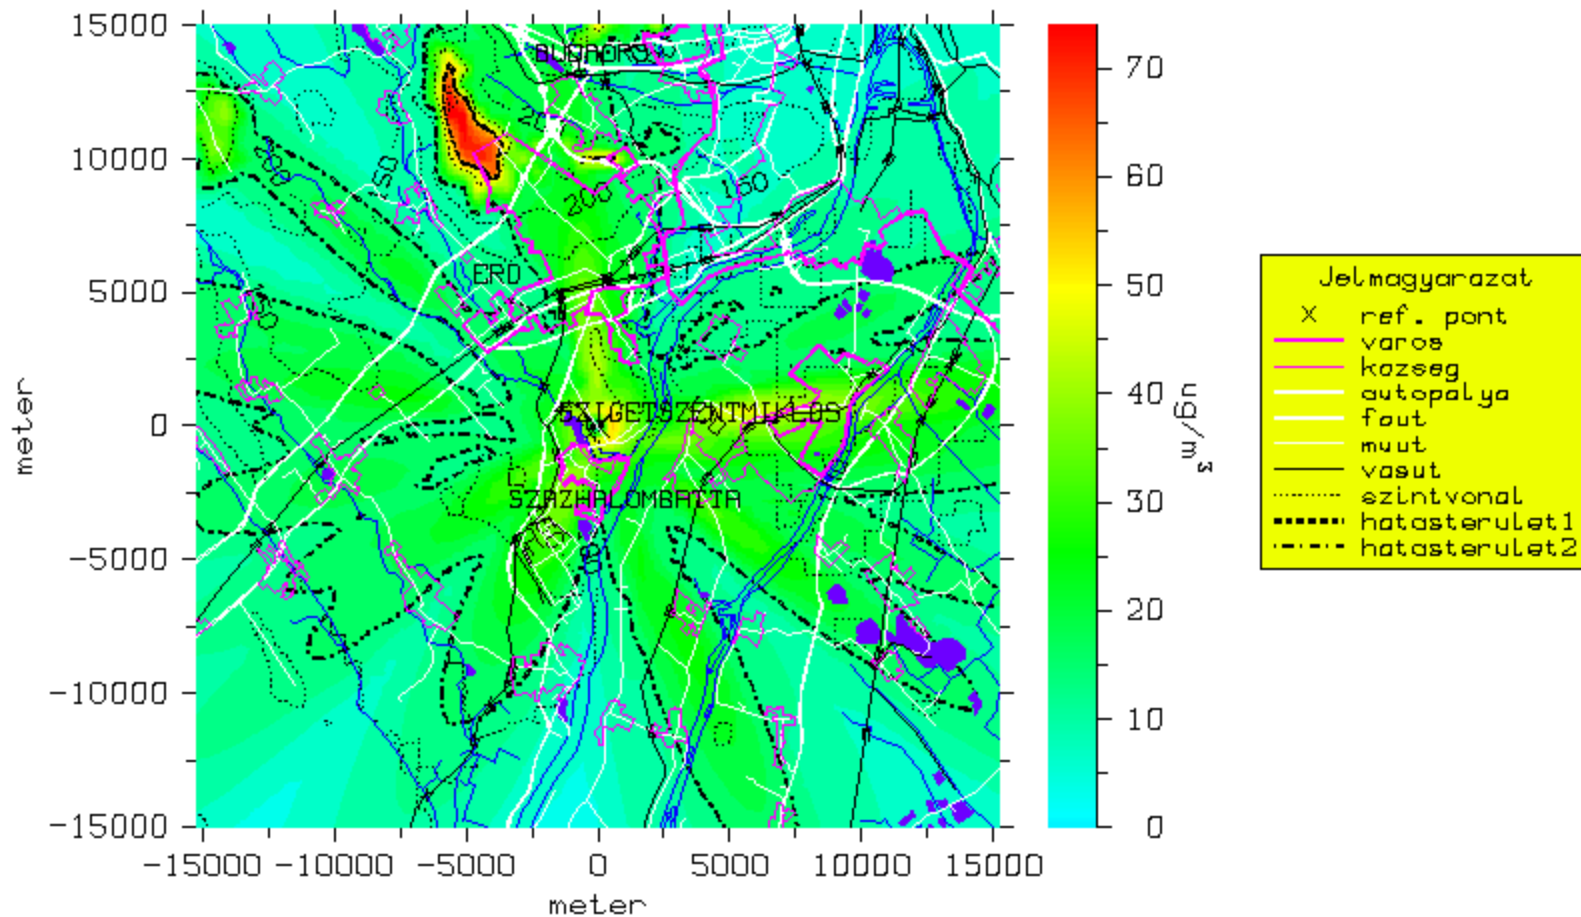 15000
10000
5000
0
-5000
-10000
-15000
meter
-15000 -10000 -5000 0 5000 10000 15000
meter
ERD
200
150
SZIGETSZENTMIKLOS
SZAZHALOMBATTA
70
60
50
40
30
20
10
0
ug/m3
Jelmagyarazat
ref. pont
varos
kozseg
autopalya
fout
muut
vasut
szintvonal
hatasterulet1
hatasterulet2